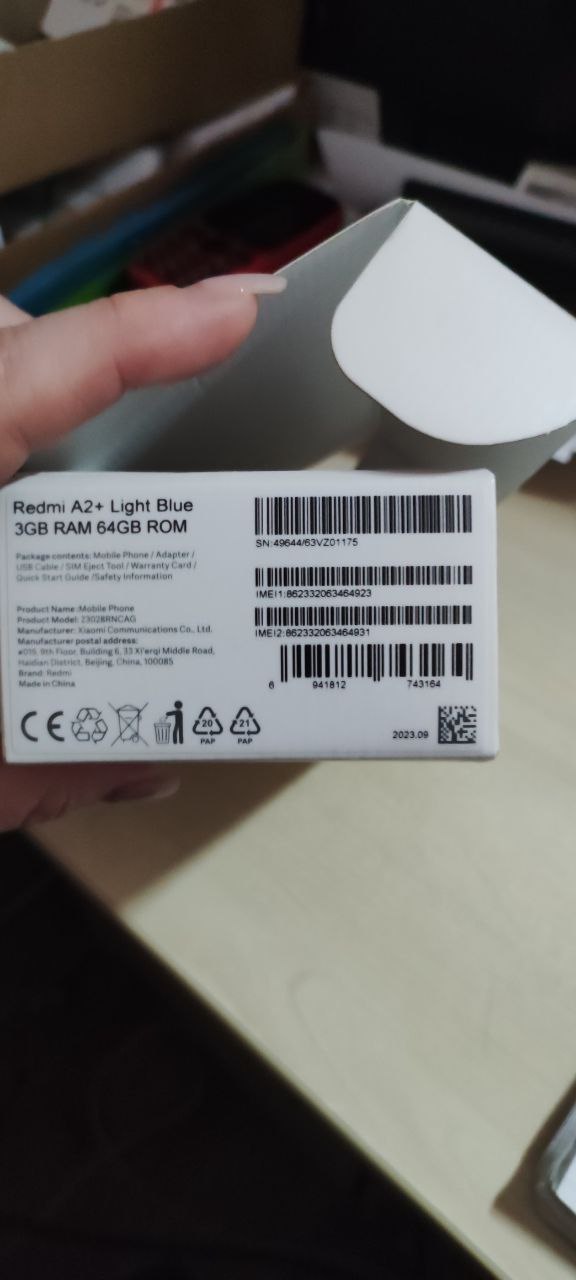 Redmi A2+ Light Blue
3GB RAM 64GB ROM
Package contents: Mobile Phone / Adapter /
USB Cable / SIM Eject Tool / Warranty Card /
Quick Start Guide /Safety Information
Product Name:Mobile Phone
Product Model: 23028RNCAG
Manufacturer: Xiaomi Communications Co., Ltd.
Manufacturer postal address:
#019, 9th Floor, Building 6, 33 Xi'erqi Middle Road,
Haidian District, Beijing, China, 100085
Brand: Redmi
Made in China
SN:49644/63VZ01175
IMEI1:862332063464923
IMEI2:862332063464931
6 941812 743164
CE
20
PAP
21
PAP
2023.09